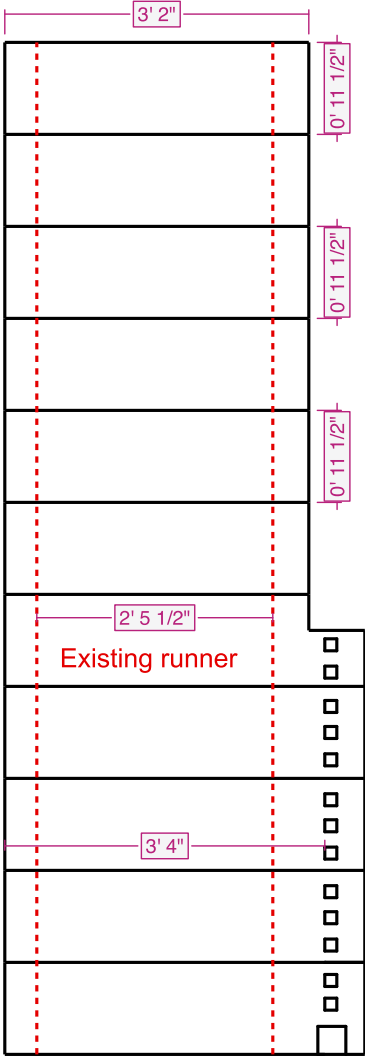 3' 2"
0' 11 1/2"
0' 11 1/2"
0' 11 1/2"
2' 5 1/2"
Existing runner
3' 4"